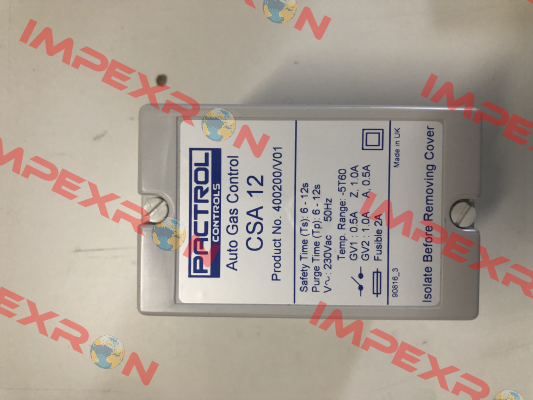 IMPEXRON
IMPEXRON
PACTROL
CONTROLS
Auto Gas Control
CSA 12
Product No. 400200/V01
Safety Time (Ts): 6 - 12s
Purge Time (Tp): 6 - 12s
V~: 230Vac 50Hz
Temp. Range: -5T60
GV1 : 0.5A Z, 1.0A
GV2 : 1.0A A, 0.5A
Fusible 2A
90816_3
Made in UK
Isolate Before Removing Cover
IMPEXRON
IMPEXRON